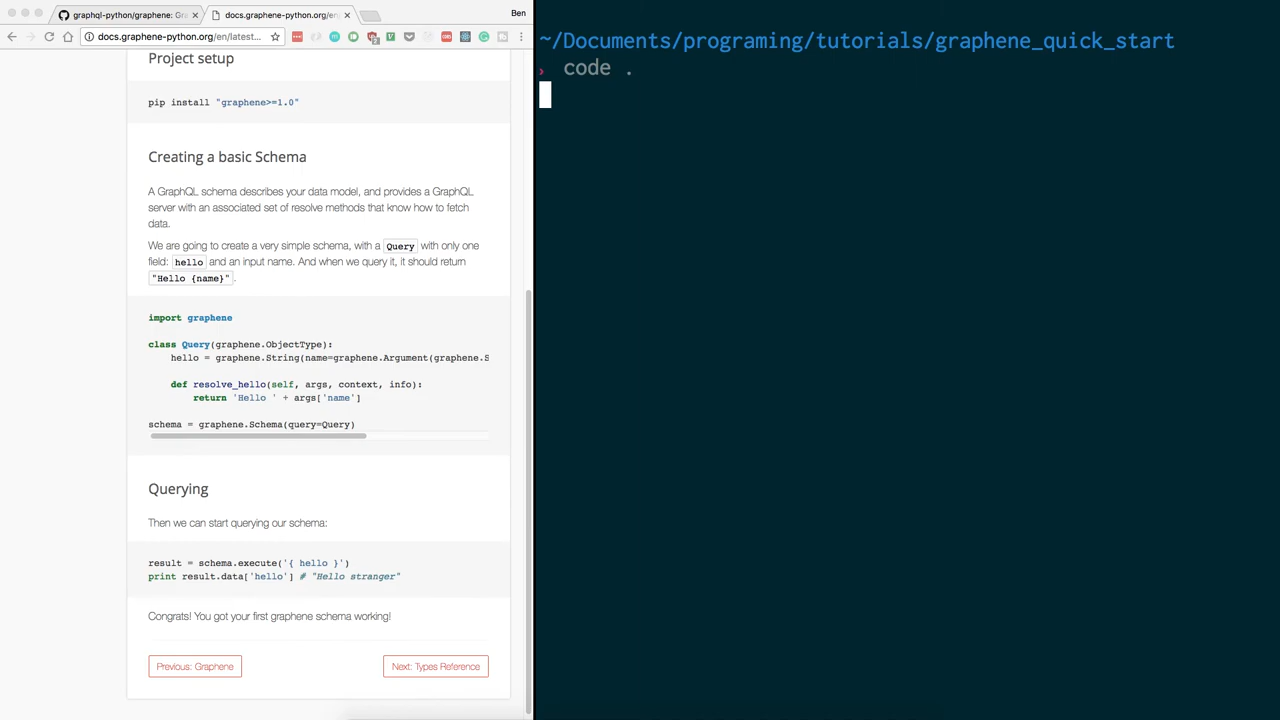 graphql-python/graphene: Gra
docs.graphene-python.org/en
Ben
docs.graphene-python.org/en/latest...
Project setup
pip install "graphene>=1.0"
Creating a basic Schema
A GraphQL schema describes your data model, and provides a GraphQL
server with an associated set of resolve methods that know how to fetch
data.
We are going to create a very simple schema, with a Query with only one
field: hello and an input name. And when we query it, it should return
"Hello {name}".
import graphene
class Query(graphene.ObjectType):
hello = graphene.String(name=graphene.Argument(graphene.S
def resolve_hello(self, args, context, info):
return 'Hello ' + args['name']
schema = graphene.Schema(query=Query)
Querying
Then we can start querying our schema:
result = schema.execute('{ hello }')
print result.data['hello'] # "Hello stranger"
Congrats! You got your first graphene schema working!
Previous: Graphene
Next: Types Reference
~/Documents/programing/tutorials/graphene_quick_start
› code .